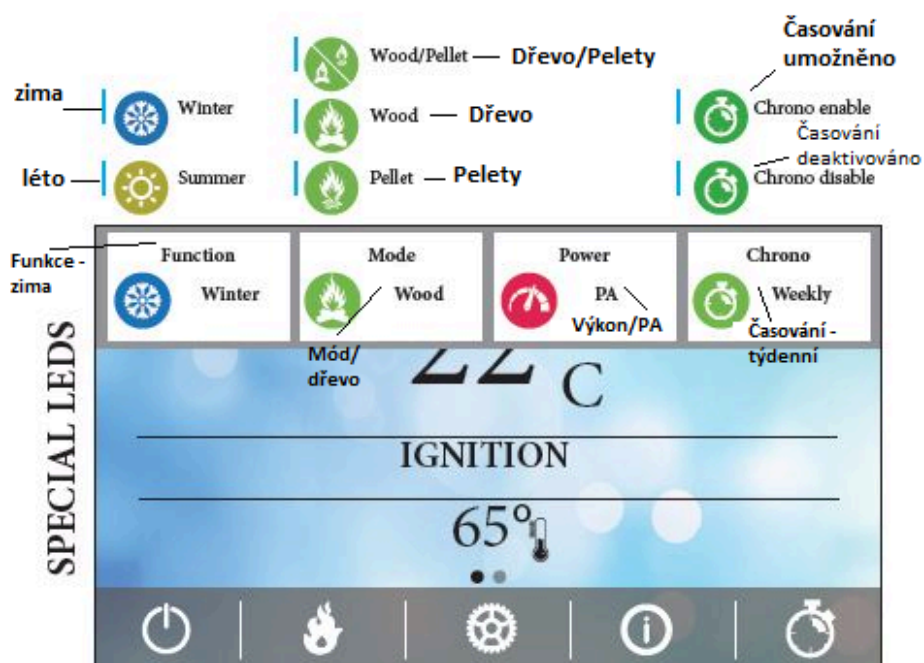 Časování
umožněno
Wood/Pellet — Dřevo/Pelety
zima
Winter
Wood — Dřevo
Chrono enable
Časování
deaktivováno
léto
Summer
Pellet — Pelety
Chrono disable
Funkce -
zima
Function
Winter
Mode
Wood
Power
PA
Chrono
Weekly
Mód/
dřevo
Výkon/PA
Časování -
týdenní
SPECIAL LEDS
22 C
IGNITION
65°